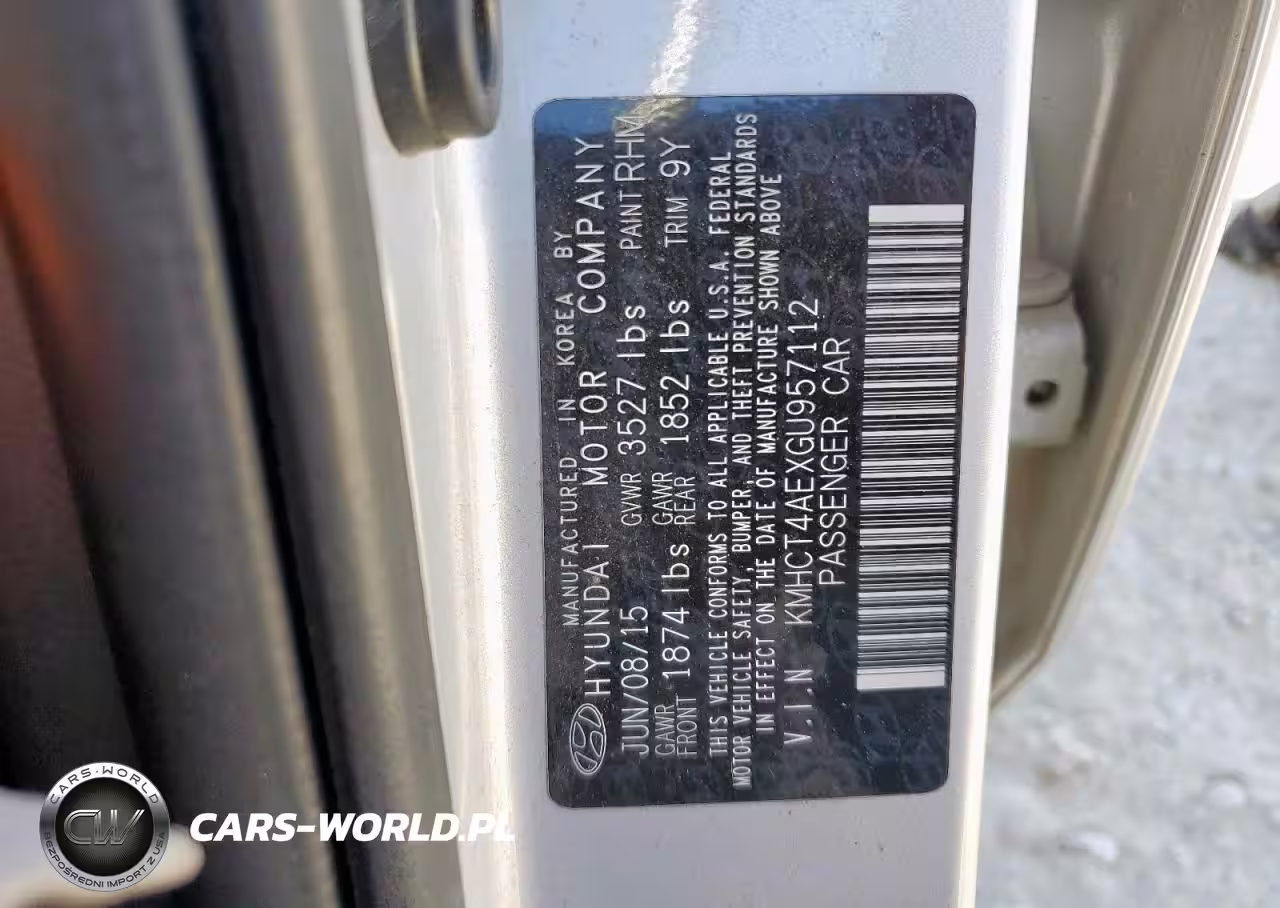 MANUFACTURED IN KOREA BY
HYUNDAI MOTOR COMPANY
JUN/08/15 GVWR 3527 lbs PAINT RHM
GAWR FRONT 1874 lbs GAWR REAR 1852 lbs TRIM 9Y
THIS VEHICLE CONFORMS TO ALL APPLICABLE U.S.A. FEDERAL
MOTOR VEHICLE SAFETY, BUMPER, AND THEFT PREVENTION STANDARDS
IN EFFECT ON THE DATE OF MANUFACTURE SHOWN ABOVE
V.I.N KMHCT4AEXGU957112
PASSENGER CAR
CARS-WORLD
CW
BEZPOŚREDNI IMPORT Z USA
CARS-WORLD.PL